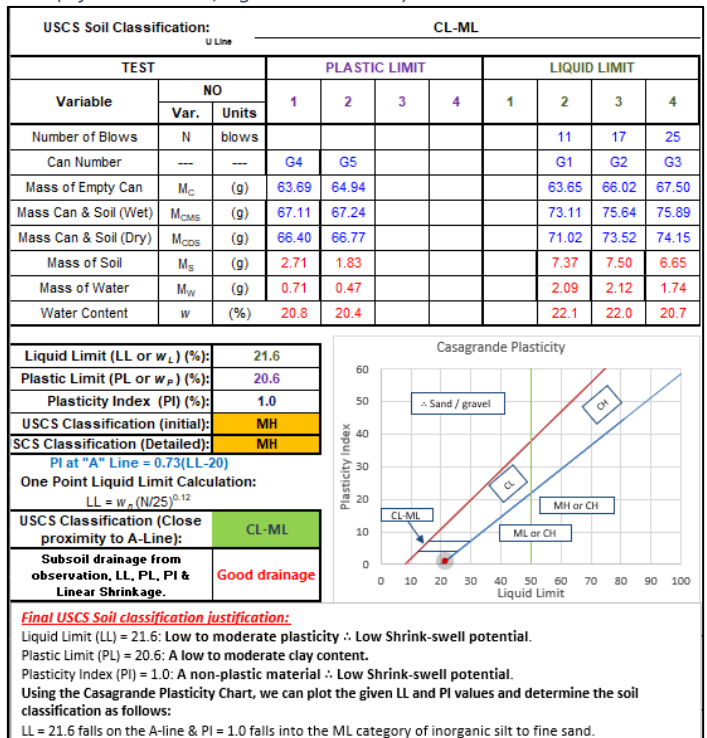 USCS Soil Classification: CL-ML
U Line
TEST PLASTIC LIMIT LIQUID LIMIT
Variable NO 1 2 3 4 1 2 3 4
Var. Units
Number of Blows N blows 11 17 25
Can Number --- --- G4 G5 G1 G2 G3
Mass of Empty Can MC (g) 63.69 64.94 63.65 66.02 67.50
Mass Can & Soil (Wet) MCMS (g) 67.11 67.24 73.11 75.64 75.89
Mass Can & Soil (Dry) MCDS (g) 66.40 66.77 71.02 73.52 74.15
Mass of Soil MS (g) 2.71 1.83 7.37 7.50 6.65
Mass of Water MW (g) 0.71 0.47 2.09 2.12 1.74
Water Content w (%) 20.8 20.4 22.1 22.0 20.7
Liquid Limit (LL or wL) (%): 21.6
Plastic Limit (PL or wP) (%): 20.6
Plasticity Index (PI) (%): 1.0
USCS Classification (initial): MH
SCS Classification (Detailed): MH
PI at "A" Line = 0.73(LL-20)
One Point Liquid Limit Calculation:
LL = wn(N/25)^0.12
USCS Classification (Close
proximity to A-Line): CL-ML
Subsoil drainage from
observation, LL, PL, PI &
Linear Shrinkage. Good drainage
Casagrande Plasticity
60
50
40
30
20
10
0
Plasticity Index
∴ Sand / gravel
CH
CL
CL-ML
MH or CH
ML or CH
0 10 20 30 40 50 60 70 80 90 100
Liquid Limit
Final USCS Soil classification justification:
Liquid Limit (LL) = 21.6: Low to moderate plasticity ∴ Low Shrink-swell potential.
Plastic Limit (PL) = 20.6: A low to moderate clay content.
Plasticity Index (PI) = 1.0: A non-plastic material ∴ Low Shrink-swell potential.
Using the Casagrande Plasticity Chart, we can plot the given LL and PI values and determine the soil
classification as follows:
LL = 21.6 falls on the A-line & PI = 1.0 falls into the ML category of inorganic silt to fine sand.